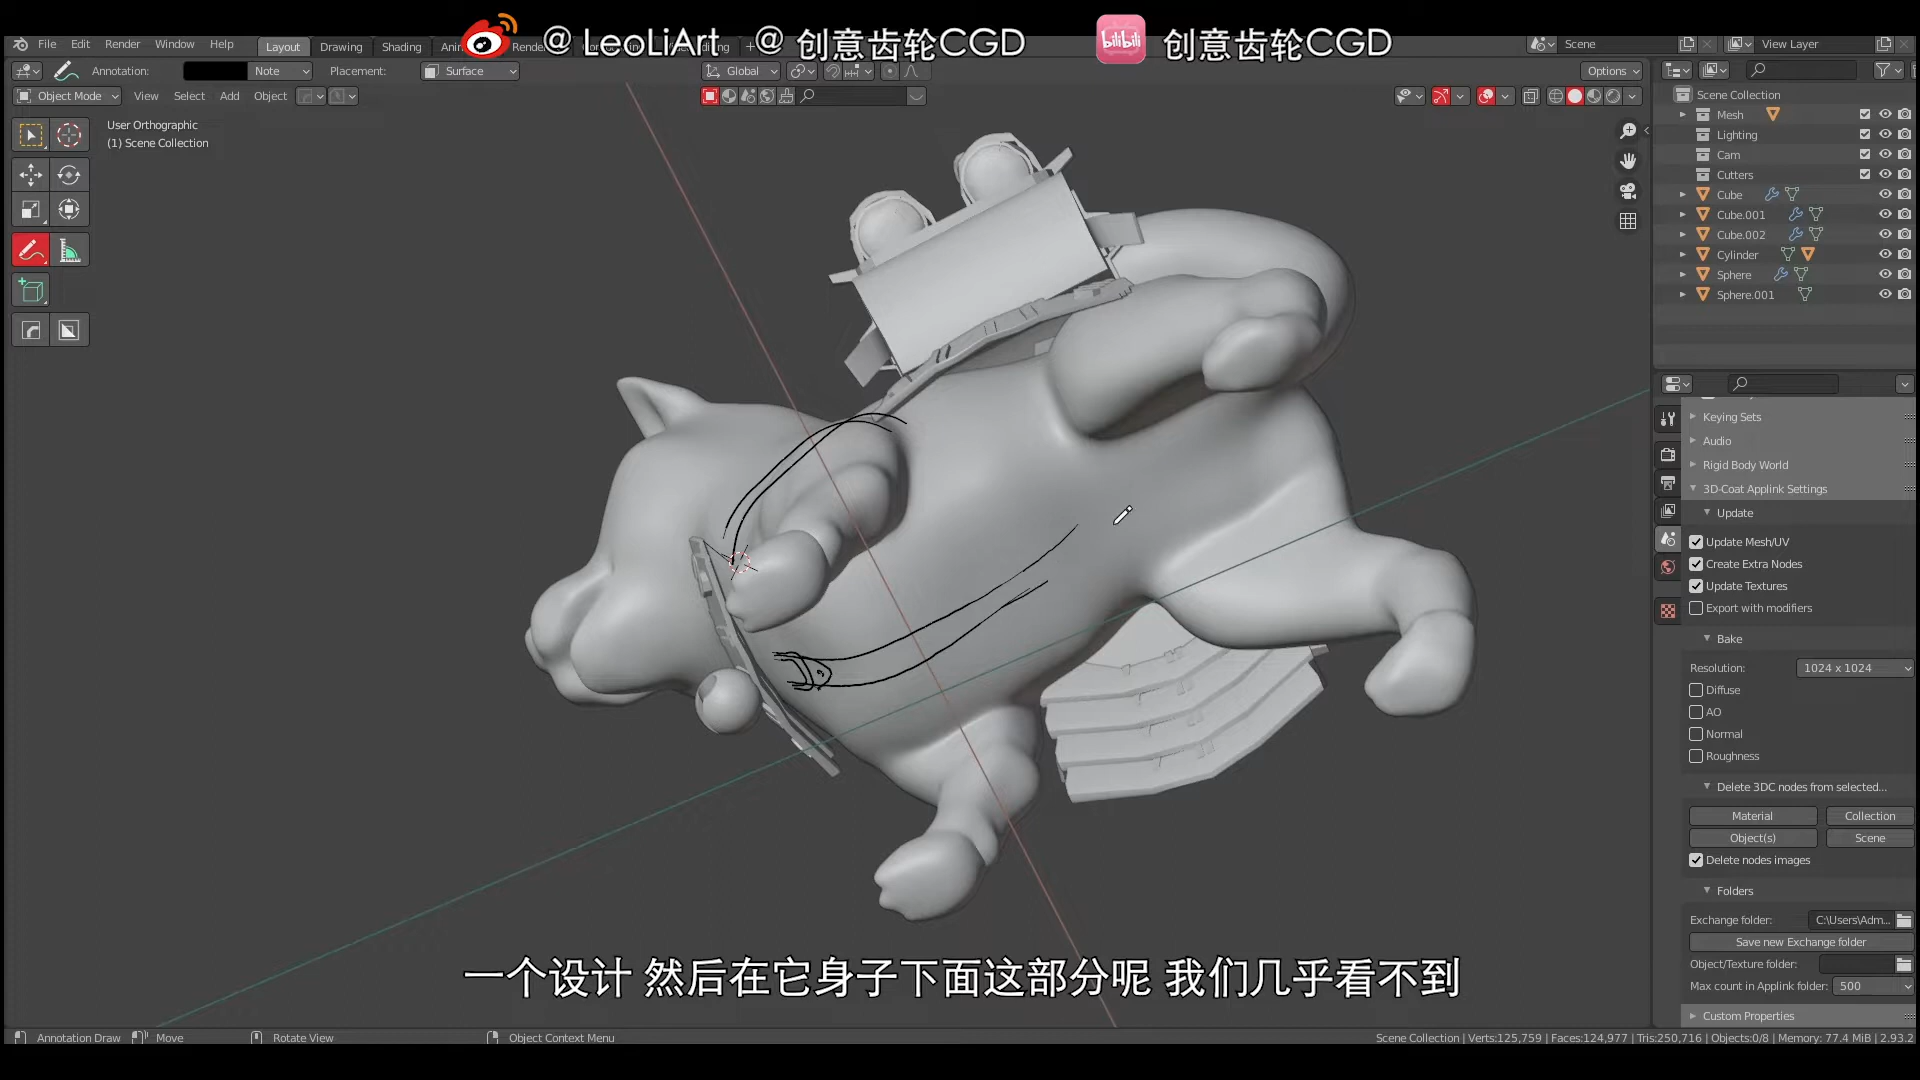 @ LeoLiArt @ 创意齿轮CGD bilibili 创意齿轮CGD
File Edit Render Window Help Layout Drawing Shading Scene View Layer
Annotation: Note Placement: Surface Global Options
Object Mode View Select Add Object
User Orthographic
(1) Scene Collection
Scene Collection
Mesh
Lighting
Cam
Cutters
Cube
Cube.001
Cube.002
Cylinder
Sphere
Sphere.001
Keying Sets
Audio
Rigid Body World
3D-Coat Applink Settings
Update
Update Mesh/UV
Create Extra Nodes
Update Textures
Export with modifiers
Bake
Resolution: 1024 x 1024
Diffuse
AO
Normal
Roughness
Delete 3DC nodes from selected...
Material Collection
Object(s) Scene
Delete nodes images
Folders
Exchange folder: C:\Users\Adm...
Save new Exchange folder
Object/Texture folder:
Max count in Applink folder: 500
Custom Properties
一个设计 然后在它身子下面这部分呢 我们几乎看不到
Annotation Draw Move Rotate View Object Context Menu Scene Collection | Verts:125,759 | Faces:124,977 | Tris:250,716 | Objects:0/8 | Memory: 77.4 MiB | 2.93.2